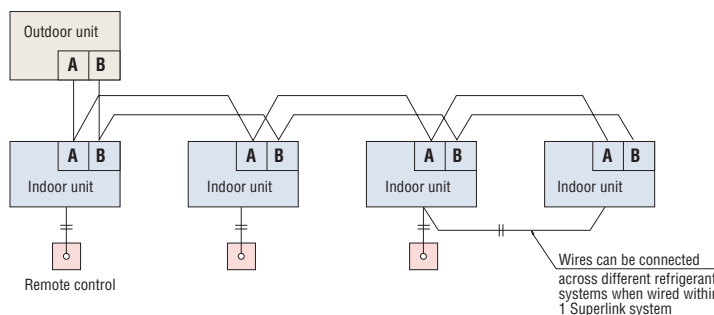 Outdoor unit
A B
A B
A B
A B
A B
Indoor unit
Indoor unit
Indoor unit
Indoor unit
Remote control
Wires can be connected
across different refrigerant
systems when wired within
1 Superlink system